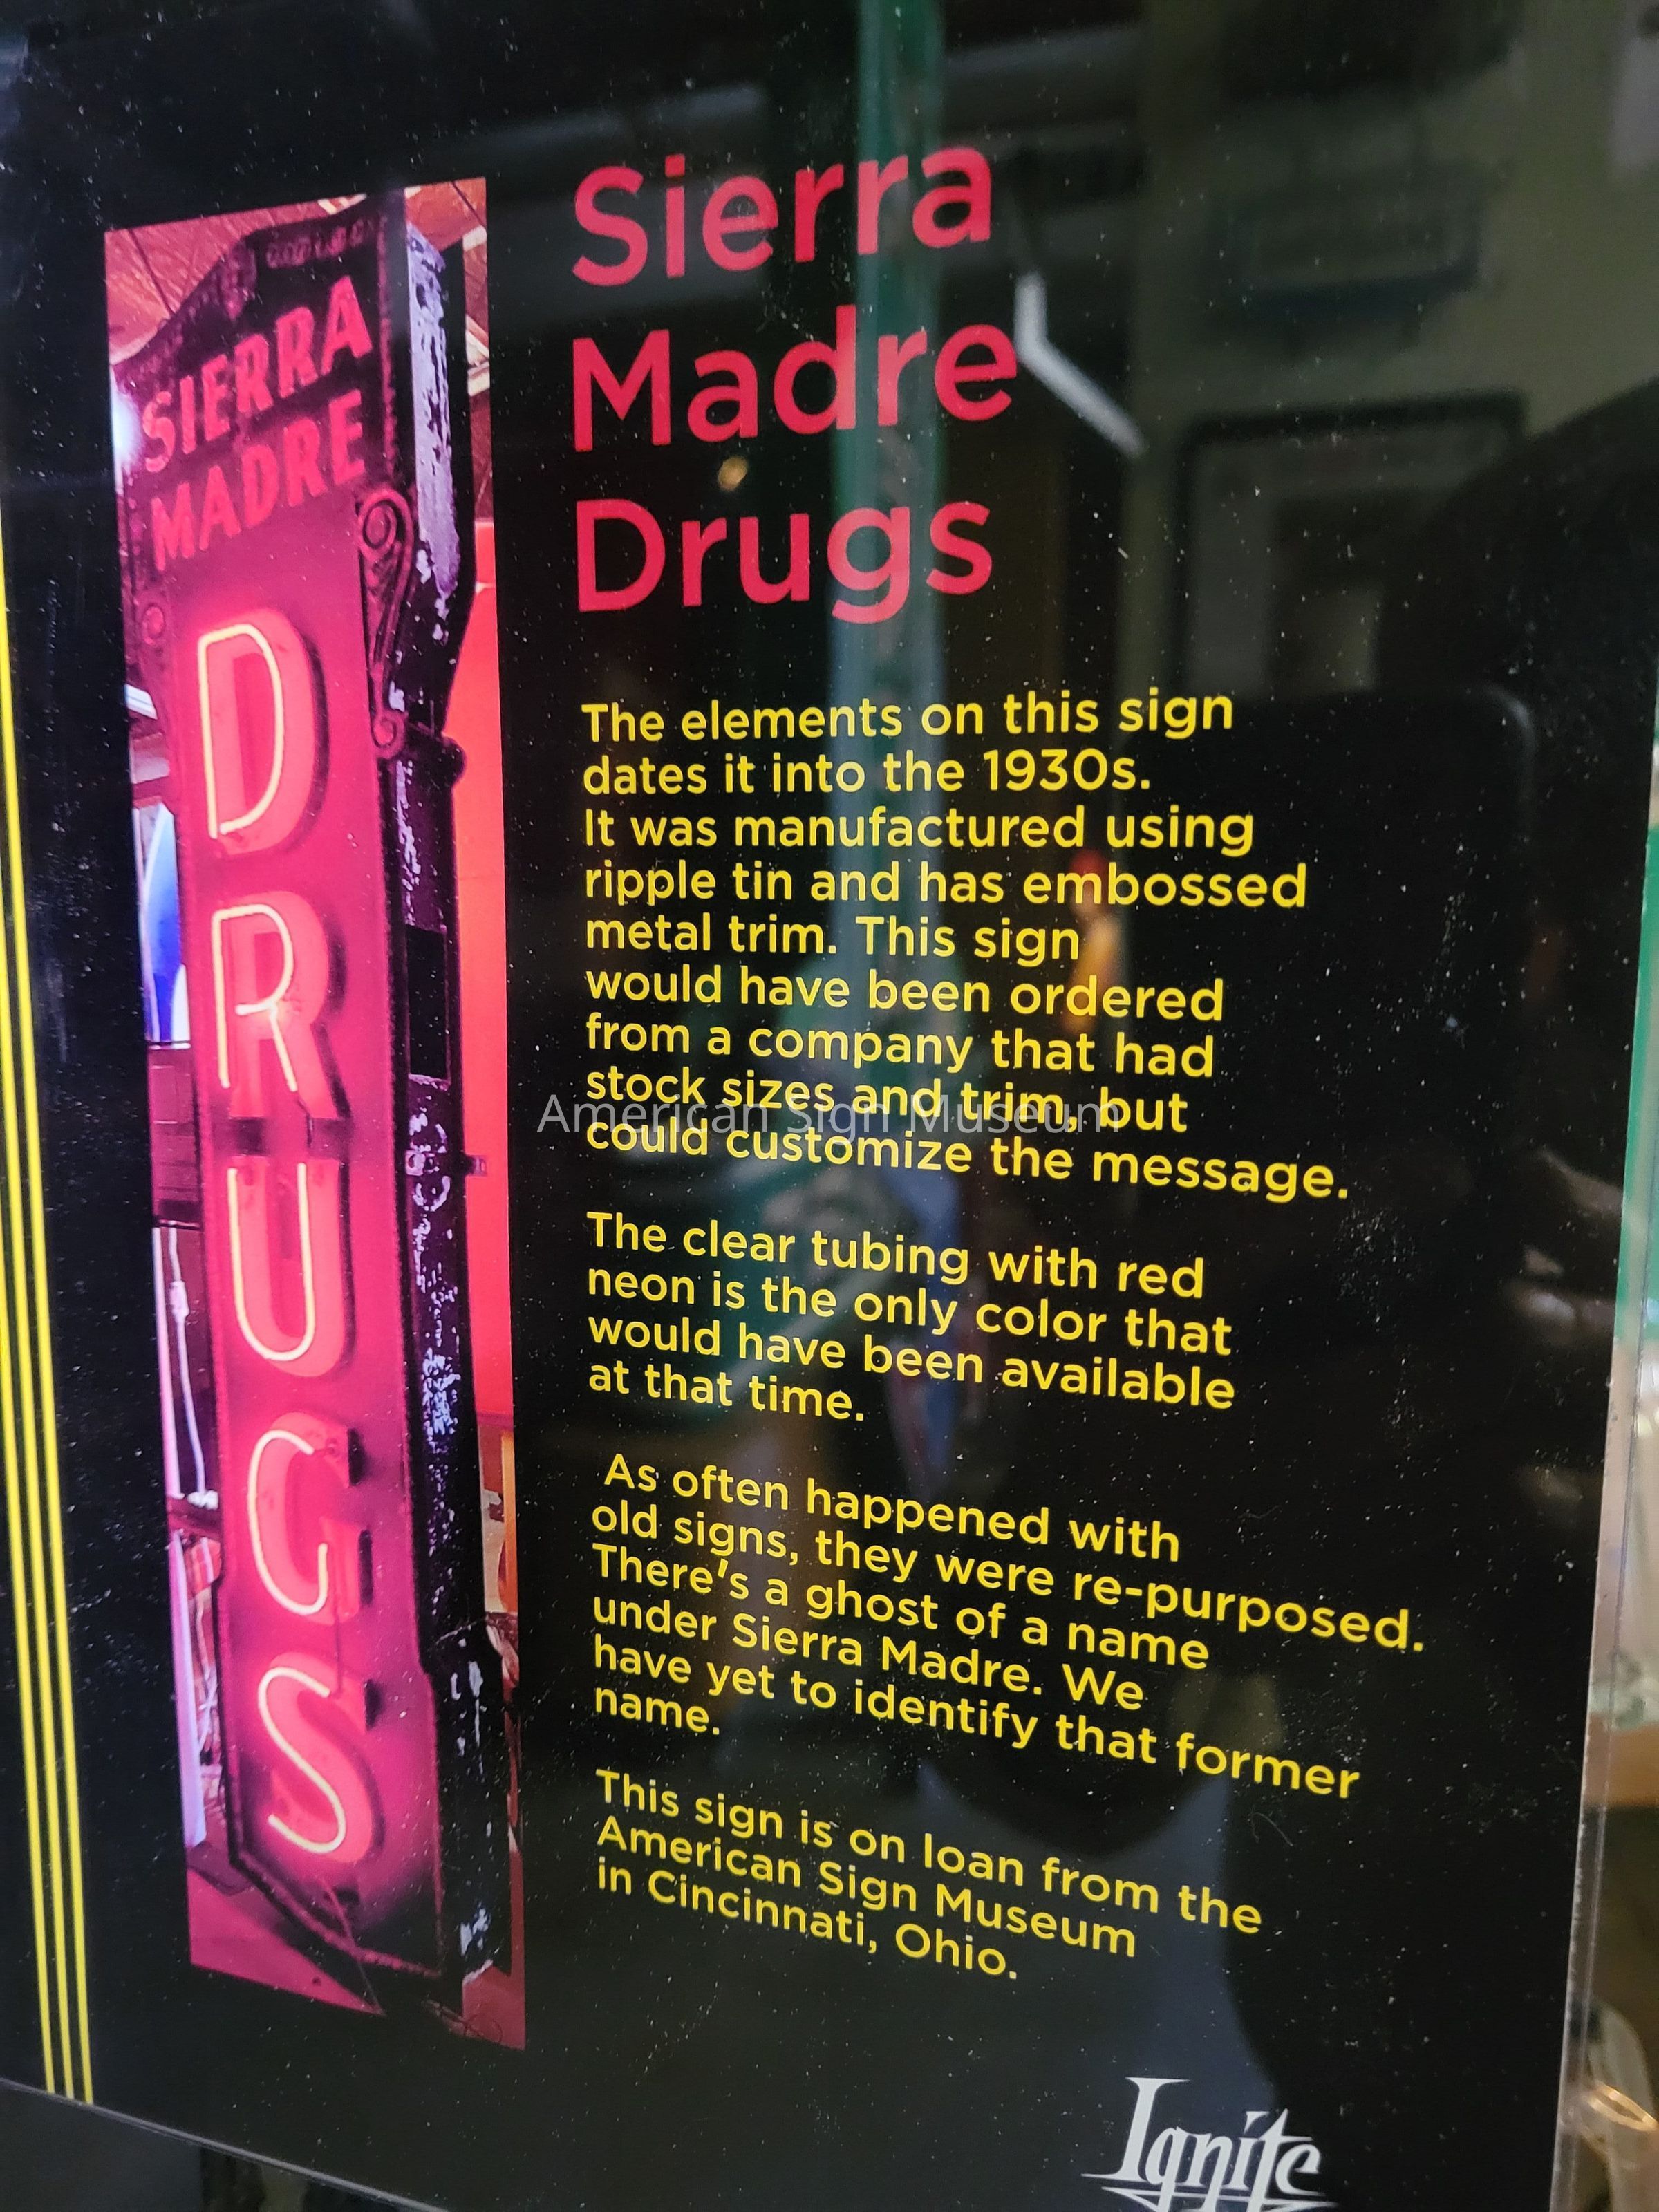 SIERRA
MADRE
D
R
U
G
S
Sierra
Madre
Drugs
The elements on this sign
dates it into the 1930s.
It was manufactured using
ripple tin and has embossed
metal trim. This sign
would have been ordered
from a company that had
stock sizes and trim, but
could customize the message.
American Sign Museum
The clear tubing with red
neon is the only color that
would have been available
at that time.
As often happened with
old signs, they were re-purposed.
There's a ghost of a name
under Sierra Madre. We
have yet to identify that former
name.
This sign is on loan from the
American Sign Museum
in Cincinnati, Ohio.
Ignite